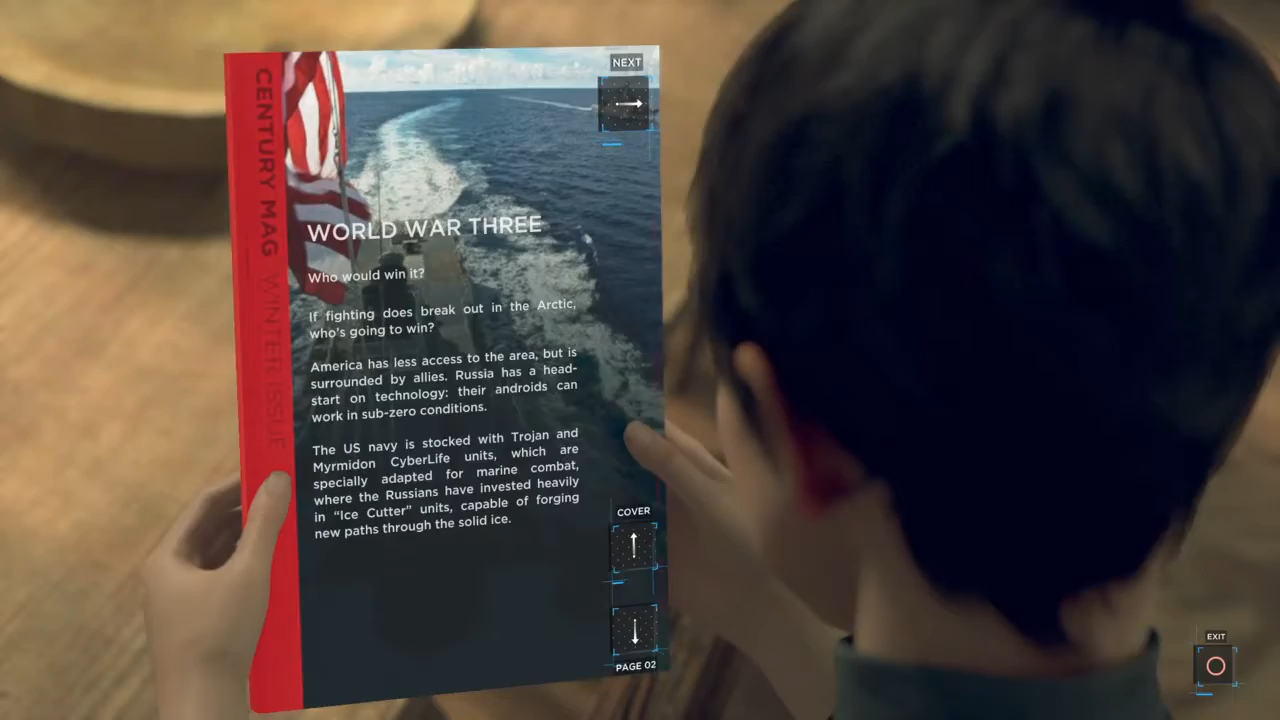 CENTURY MAG WINTER ISSUE
NEXT
WORLD WAR THREE
Who would win it?
If fighting does break out in the Arctic,
who's going to win?
America has less access to the area, but is
surrounded by allies. Russia has a head-
start on technology: their androids can
work in sub-zero conditions.
The US navy is stocked with Trojan and
Myrmidon CyberLife units, which are
specially adapted for marine combat,
where the Russians have invested heavily
in “Ice Cutter” units, capable of forging
new paths through the solid ice.
COVER
PAGE 02
EXIT